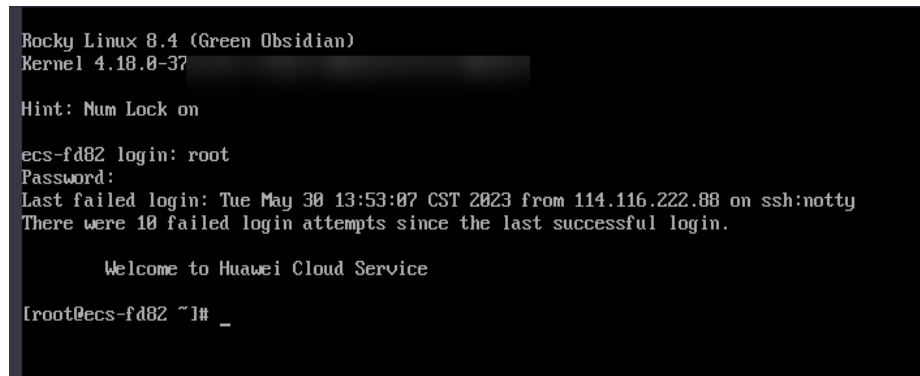 Rocky Linux 8.4 (Green Obsidian)
Kernel 4.18.0-37
Hint: Num Lock on
ecs-fd82 login: root
Password:
Last failed login: Tue May 30 13:53:07 CST 2023 from 114.116.222.88 on ssh:notty
There were 10 failed login attempts since the last successful login.
Welcome to Huawei Cloud Service
[root@ecs-fd82 ~]# _